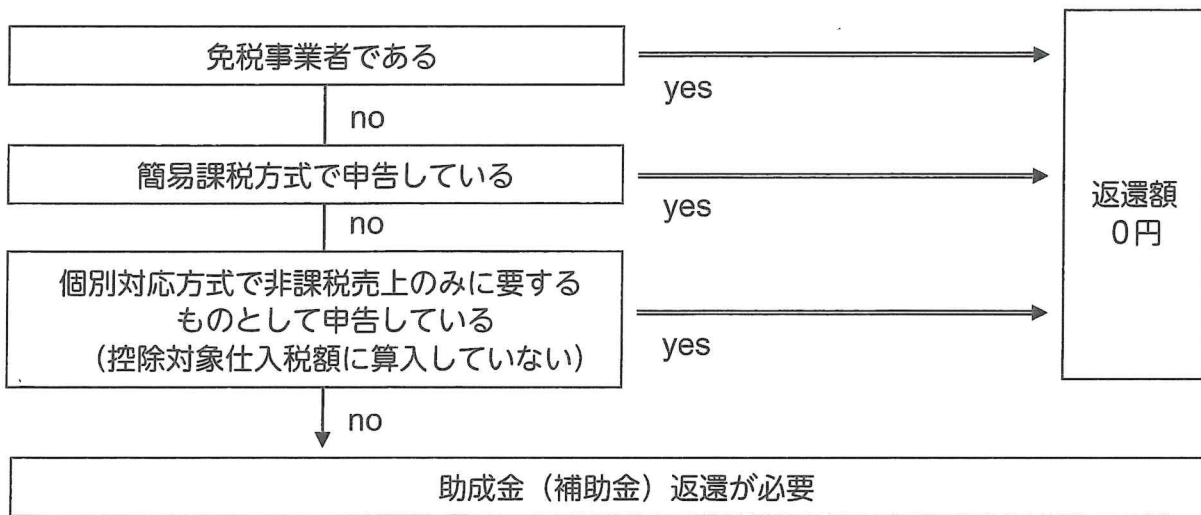 免税事業者である
yes
no
簡易課税方式で申告している
yes
no
個別対応方式で非課税売上のみに要する
ものとして申告している
（控除対象仕入税額に算入していない）
yes
no
返還額
０円
助成金（補助金）返還が必要